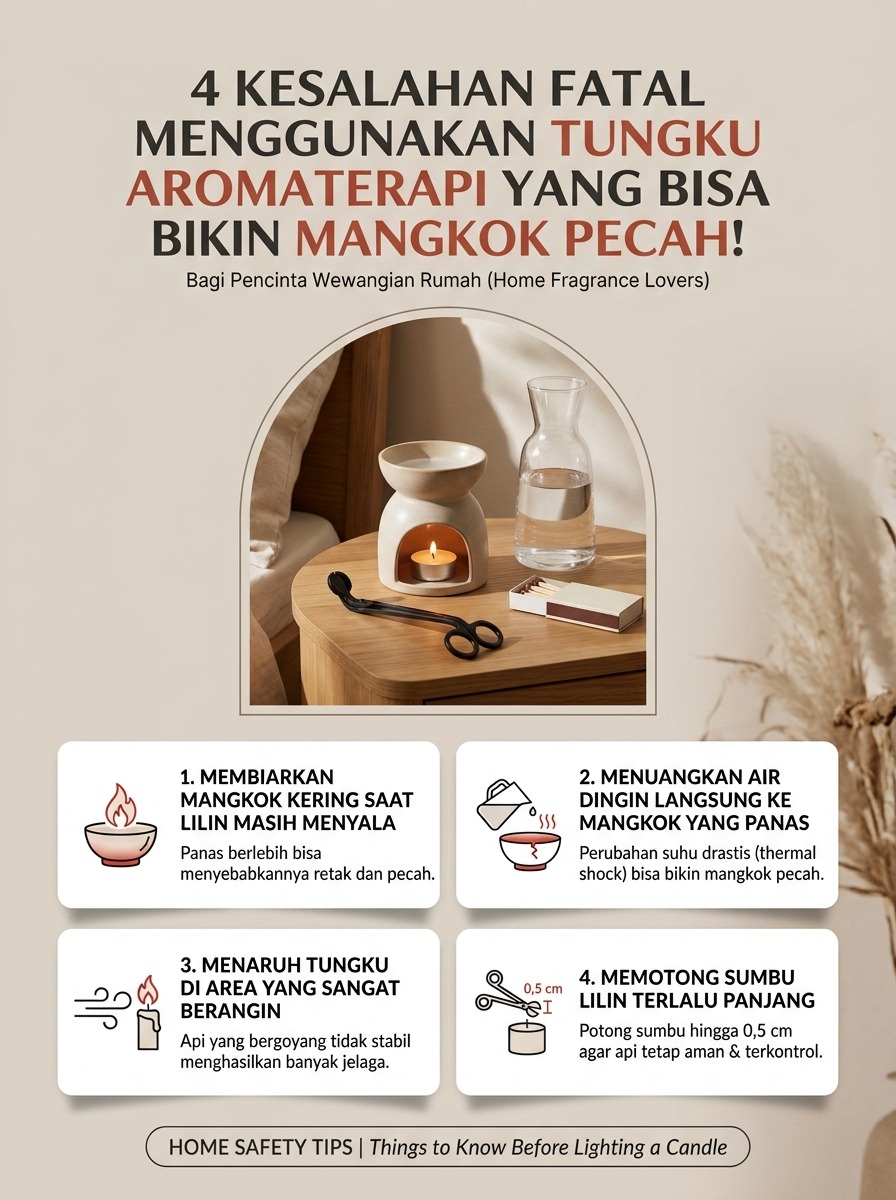 4 KESALAHAN FATAL
MENGGUNAKAN TUNGKU
AROMATERAPI YANG BISA
BIKIN MANGKOK PECAH!
Bagi Pencinta Wewangian Rumah (Home Fragrance Lovers)
1. MEMBIARKAN
MANGKOK KERING SAAT
LILIN MASIH MENYALA
Panas berlebih bisa
menyebabkannya retak dan pecah.
2. MENUANGKAN AIR
DINGIN LANGSUNG KE
MANGKOK YANG PANAS
Perubahan suhu drastis (thermal
shock) bisa bikin mangkok pecah.
3. MENARUH TUNGKU
DI AREA YANG SANGAT
BERANGIN
Api yang bergoyang tidak stabil
menghasilkan banyak jelaga.
0,5 cm
4. MEMOTONG SUMBU
LILIN TERLALU PANJANG
Potong sumbu hingga 0,5 cm
agar api tetap aman & terkontrol.
HOME SAFETY TIPS | Things to Know Before Lighting a Candle